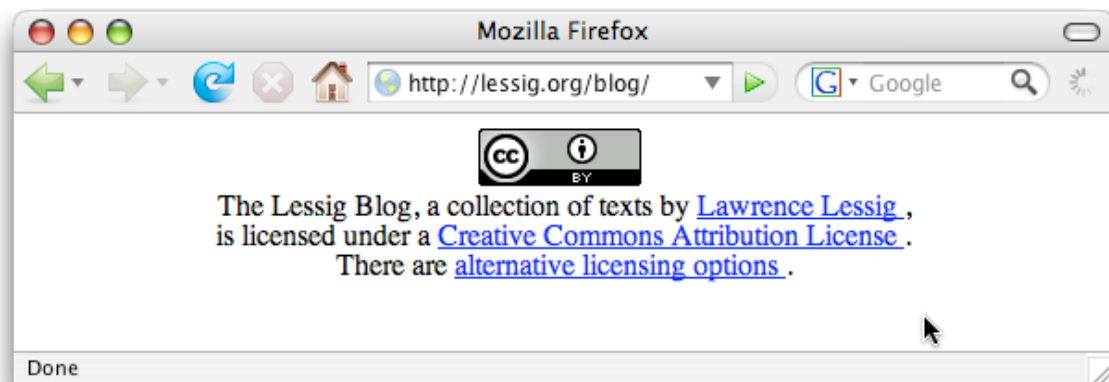 Mozilla Firefox
http://lessig.org/blog/ G Google
cc BY
The Lessig Blog, a collection of texts by Lawrence Lessig ,
is licensed under a Creative Commons Attribution License .
There are alternative licensing options .
Done